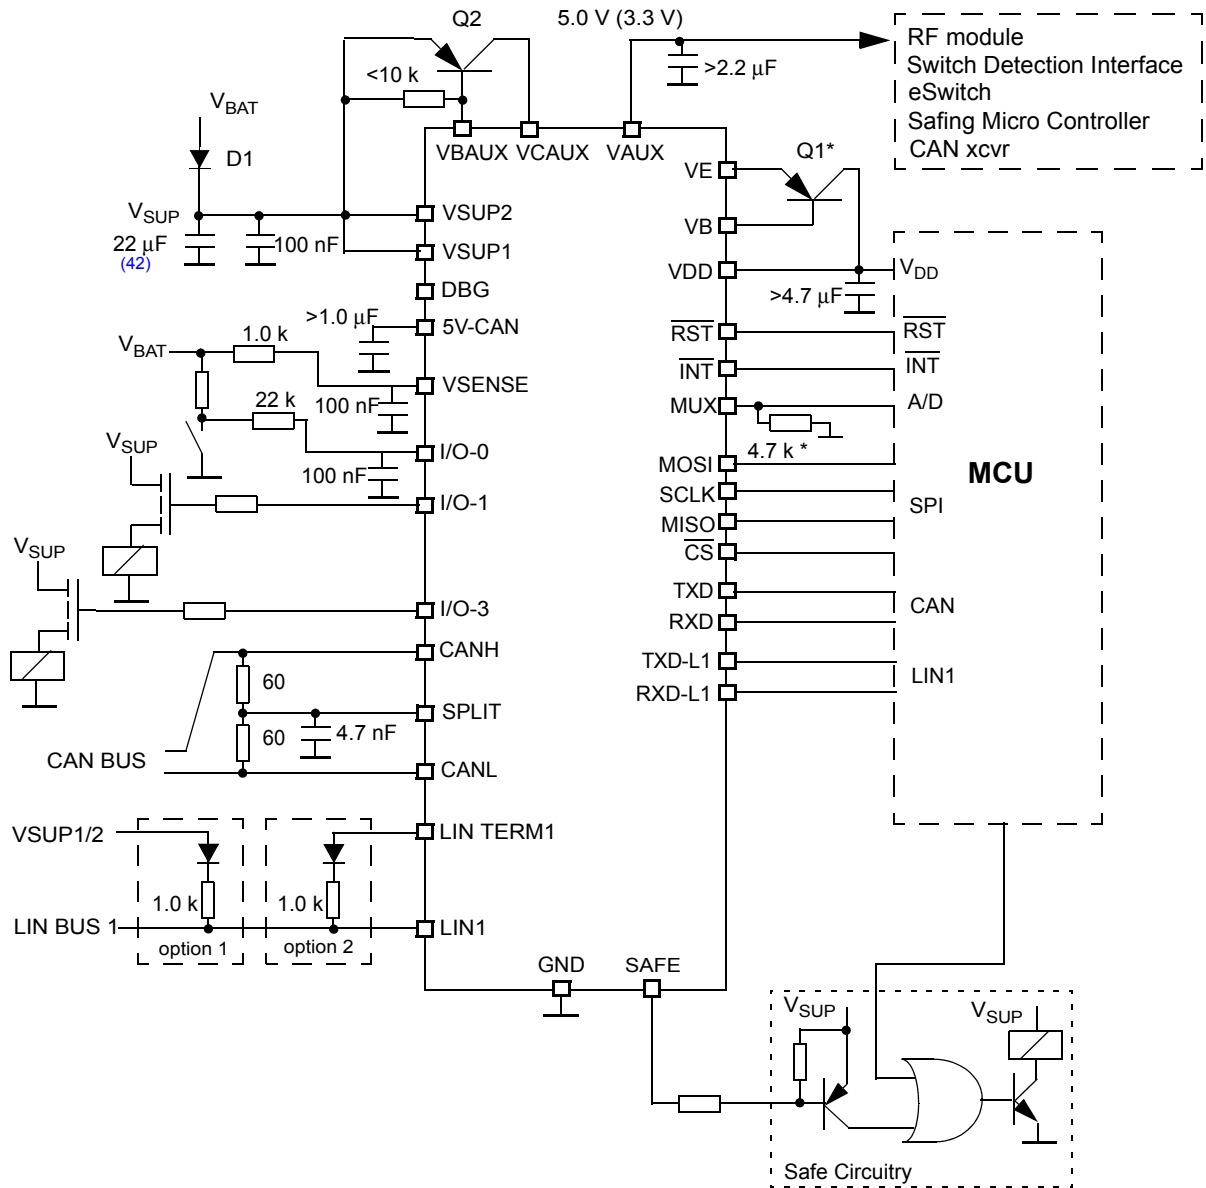 Q2
5.0 V (3.3 V)
RF module
Switch Detection Interface
eSwitch
Safing Micro Controller
CAN xcvr
>2.2 μF
<10 k
VBAT
D1
VBAUX VCAUX VAUX
VE
Q1*
VSUP
VSUP2
VB
22 μF
(42)
100 nF
VSUP1
VDD
VDD
DBG
>4.7 μF
>1.0 μF
5V-CAN
RST
RST
VBAT
1.0 k
INT
INT
VSENSE
MUX
A/D
22 k
100 nF
4.7 k *
VSUP
I/O-0
MOSI
MCU
100 nF
SCLK
I/O-1
SPI
MISO
VSUP
CS
TXD
I/O-3
CAN
RXD
CANH
TXD-L1
60
LIN1
RXD-L1
SPLIT
4.7 nF
60
CAN BUS
CANL
VSUP1/2
LIN TERM1
1.0 k
1.0 k
LIN BUS 1
LIN1
option 1
option 2
GND
SAFE
VSUP
VSUP
Safe Circuitry